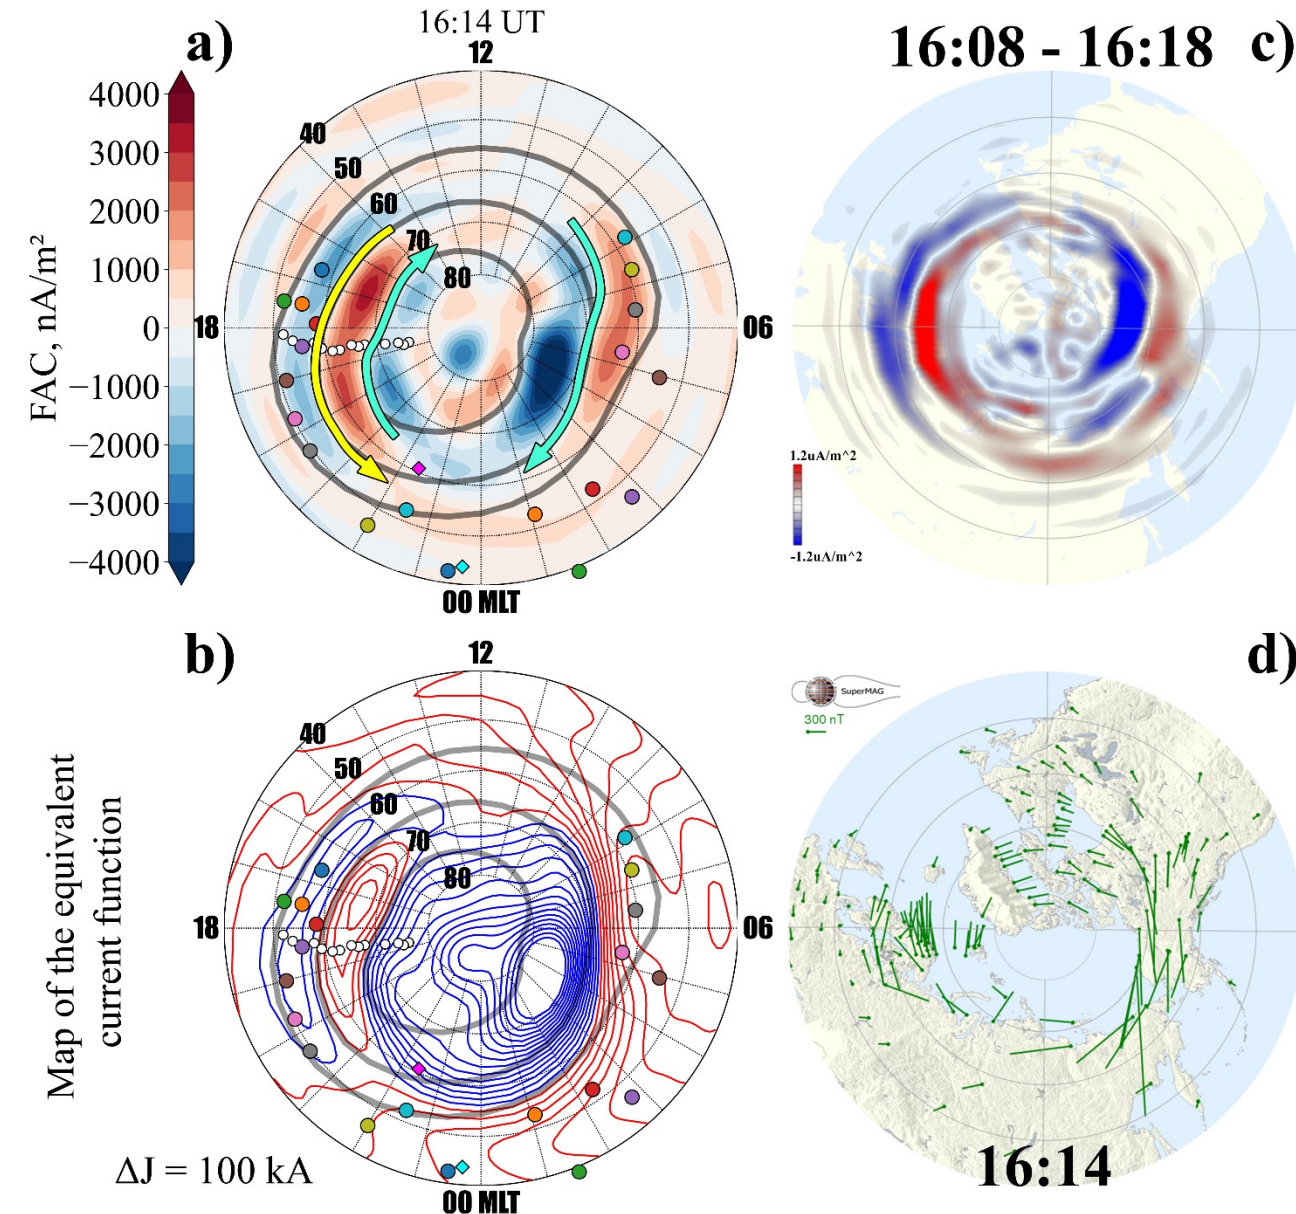 a)
16:14 UT
12
40
50
60
70
80
18
06
00 MLT
FAC, nA/m²
4000
3000
2000
1000
0
−1000
−2000
−3000
−4000
16:08 - 16:18
c)
1.2uA/m^2
-1.2uA/m^2
b)
12
40
50
60
70
80
18
06
00 MLT
Map of the equivalent
current function
ΔJ = 100 kA
d)
SuperMAG
300 nT
16:14